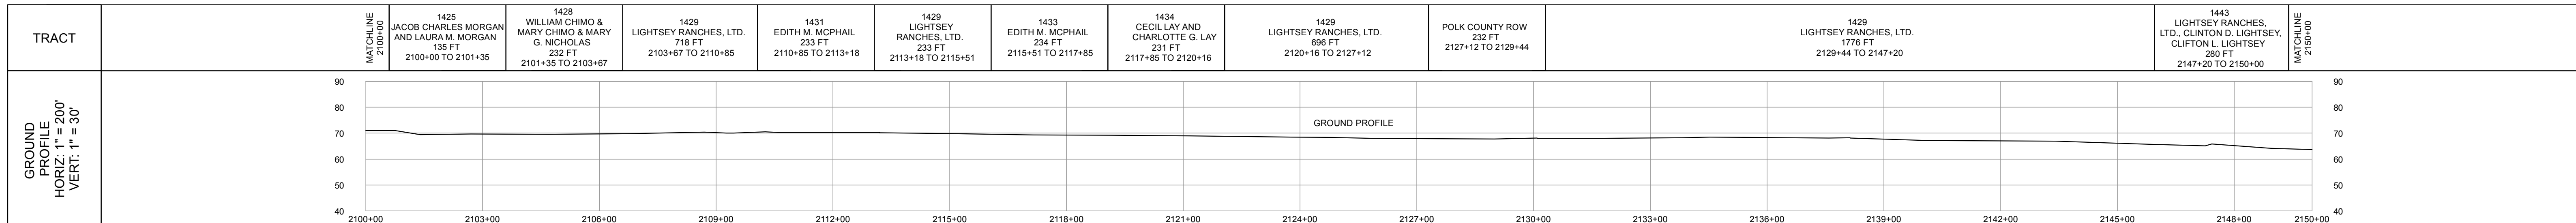 TRACT
MATCHLINE
2100+00
1425
JACOB CHARLES MORGAN
AND LAURA M. MORGAN
135 FT
2100+00 TO 2101+35
1428
WILLIAM CHIMO &
MARY CHIMO & MARY
G. NICHOLAS
232 FT
2101+35 TO 2103+67
1429
LIGHTSEY RANCHES, LTD.
718 FT
2103+67 TO 2110+85
1431
EDITH M. MCPHAIL
233 FT
2110+85 TO 2113+18
1429
LIGHTSEY
RANCHES, LTD.
233 FT
2113+18 TO 2115+51
1433
EDITH M. MCPHAIL
234 FT
2115+51 TO 2117+85
1434
CECIL LAY AND
CHARLOTTE G. LAY
231 FT
2117+85 TO 2120+16
1429
LIGHTSEY RANCHES, LTD.
696 FT
2120+16 TO 2127+12
POLK COUNTY ROW
232 FT
2127+12 TO 2129+44
1429
LIGHTSEY RANCHES, LTD.
1776 FT
2129+44 TO 2147+20
1443
LIGHTSEY RANCHES,
LTD., CLINTON D. LIGHTSEY,
CLIFTON L. LIGHTSEY
280 FT
2147+20 TO 2150+00
MATCHLINE
2150+00
GROUND
PROFILE
HORIZ: 1" = 200'
VERT: 1" = 30'
90
80
70
60
50
40
GROUND PROFILE
90
80
70
60
50
40
2100+00
2103+00
2106+00
2109+00
2112+00
2115+00
2118+00
2121+00
2124+00
2127+00
2130+00
2133+00
2136+00
2139+00
2142+00
2145+00
2148+00
2150+00